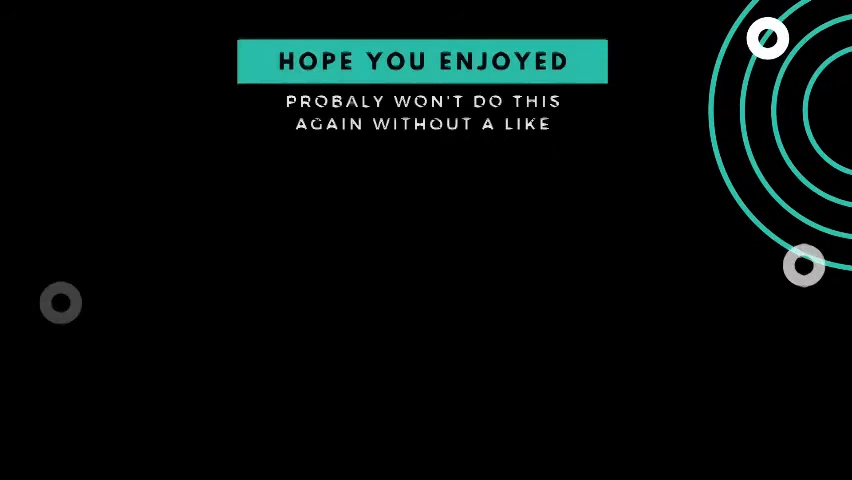 HOPE YOU ENJOYED
PROBALY WON'T DO THIS
AGAIN WITHOUT A LIKE